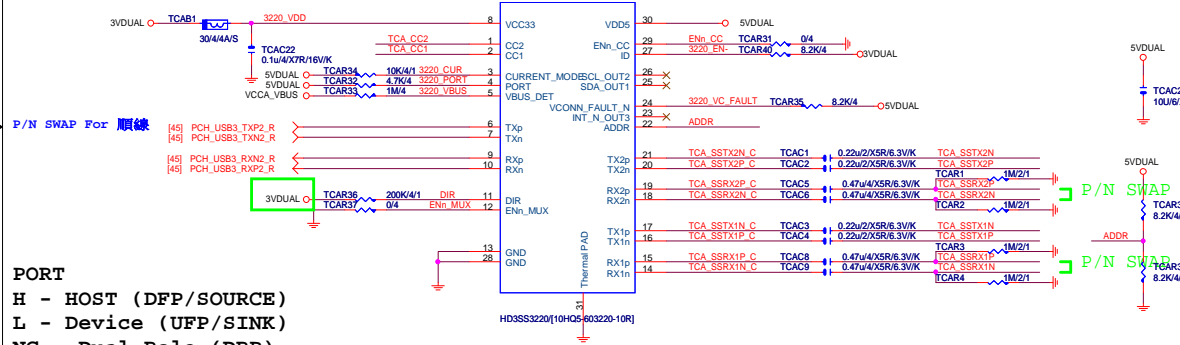 3VDUAL TCAB1 3220_VDD 8 VCC33 VDD5 30 5VDUAL
30/4/4A/S
TCAC22
0.1u/4/X7R/16V/K
TCA_CC2 1 CC2
TCA_CC1 2 CC1
ENn_CC 29 ENn_CC TCAR31 0/4
ID 27 3220_EN- TCAR40 8.2K/4 3VDUAL
5VDUAL TCAR34 10K/4/1 3220_CUR 3 CURRENT_MODE SCL_OUT2 26
5VDUAL TCAR32 4.7K/4 3220_PORT 4 PORT SDA_OUT1 25
VCCA_VBUS TCAR33 1M/4 3220_VBUS 5 VBUS_DET
VCONN_FAULT_N 24 3220_VC_FAULT TCAR35 8.2K/4 5VDUAL
INT_N_OUT3 23
ADDR 22 ADDR
P/N SWAP For 順線
[45] PCH_USB3_TXP2_R 6 TXp
[45] PCH_USB3_TXN2_R 7 TXn
[45] PCH_USB3_RXN2_R 9 RXp
[45] PCH_USB3_RXP2_R 10 RXn
TX2p 21 TCA_SSTX2N_C TCAC1 0.22u/2/X5R/6.3V/K TCA_SSTX2N
TX2n 20 TCA_SSTX2P_C TCAC2 0.22u/2/X5R/6.3V/K TCA_SSTX2P
TCAR1 1M/2/1
RX2p 19 TCA_SSRX2P_C TCAC5 0.47u/4/X5R/6.3V/K TCA_SSRX2P
RX2n 18 TCA_SSRX2N_C TCAC6 0.47u/4/X5R/6.3V/K TCA_SSRX2N
TCAR2 1M/2/1
P/N SWAP
3VDUAL TCAR36 200K/4/1 DIR 11 DIR
TCAR37 0/4 ENn_MUX 12 ENn_MUX
TX1p 17 TCA_SSTX1N_C TCAC3 0.22u/2/X5R/6.3V/K TCA_SSTX1N
TX1n 16 TCA_SSTX1P_C TCAC4 0.22u/2/X5R/6.3V/K TCA_SSTX1P
TCAR3 1M/2/1
13 GND
28 GND
RX1p 15 TCA_SSRX1P_C TCAC8 0.47u/4/X5R/6.3V/K TCA_SSRX1P
RX1n 14 TCA_SSRX1N_C TCAC9 0.47u/4/X5R/6.3V/K TCA_SSRX1N
TCAR4 1M/2/1
P/N SWAP
Thermal PAD
31
HD3SS3220/[10HQ5-603220-10R]
5VDUAL
5VDUAL
8.2K/4/
ADDR
8.2K/4/
PORT
H - HOST (DFP/SOURCE)
L - Device (UFP/SINK)